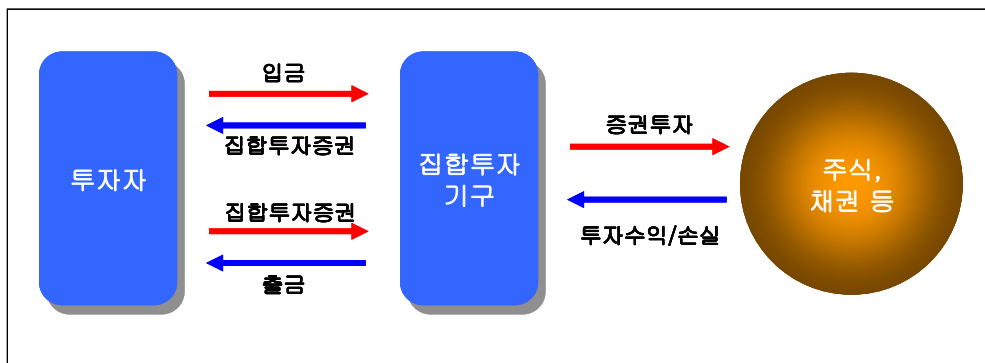 투자자
입금
집합투자증권
집합투자증권
출금
집합투자
기구
증권투자
투자수익/손실
주식,
채권 등